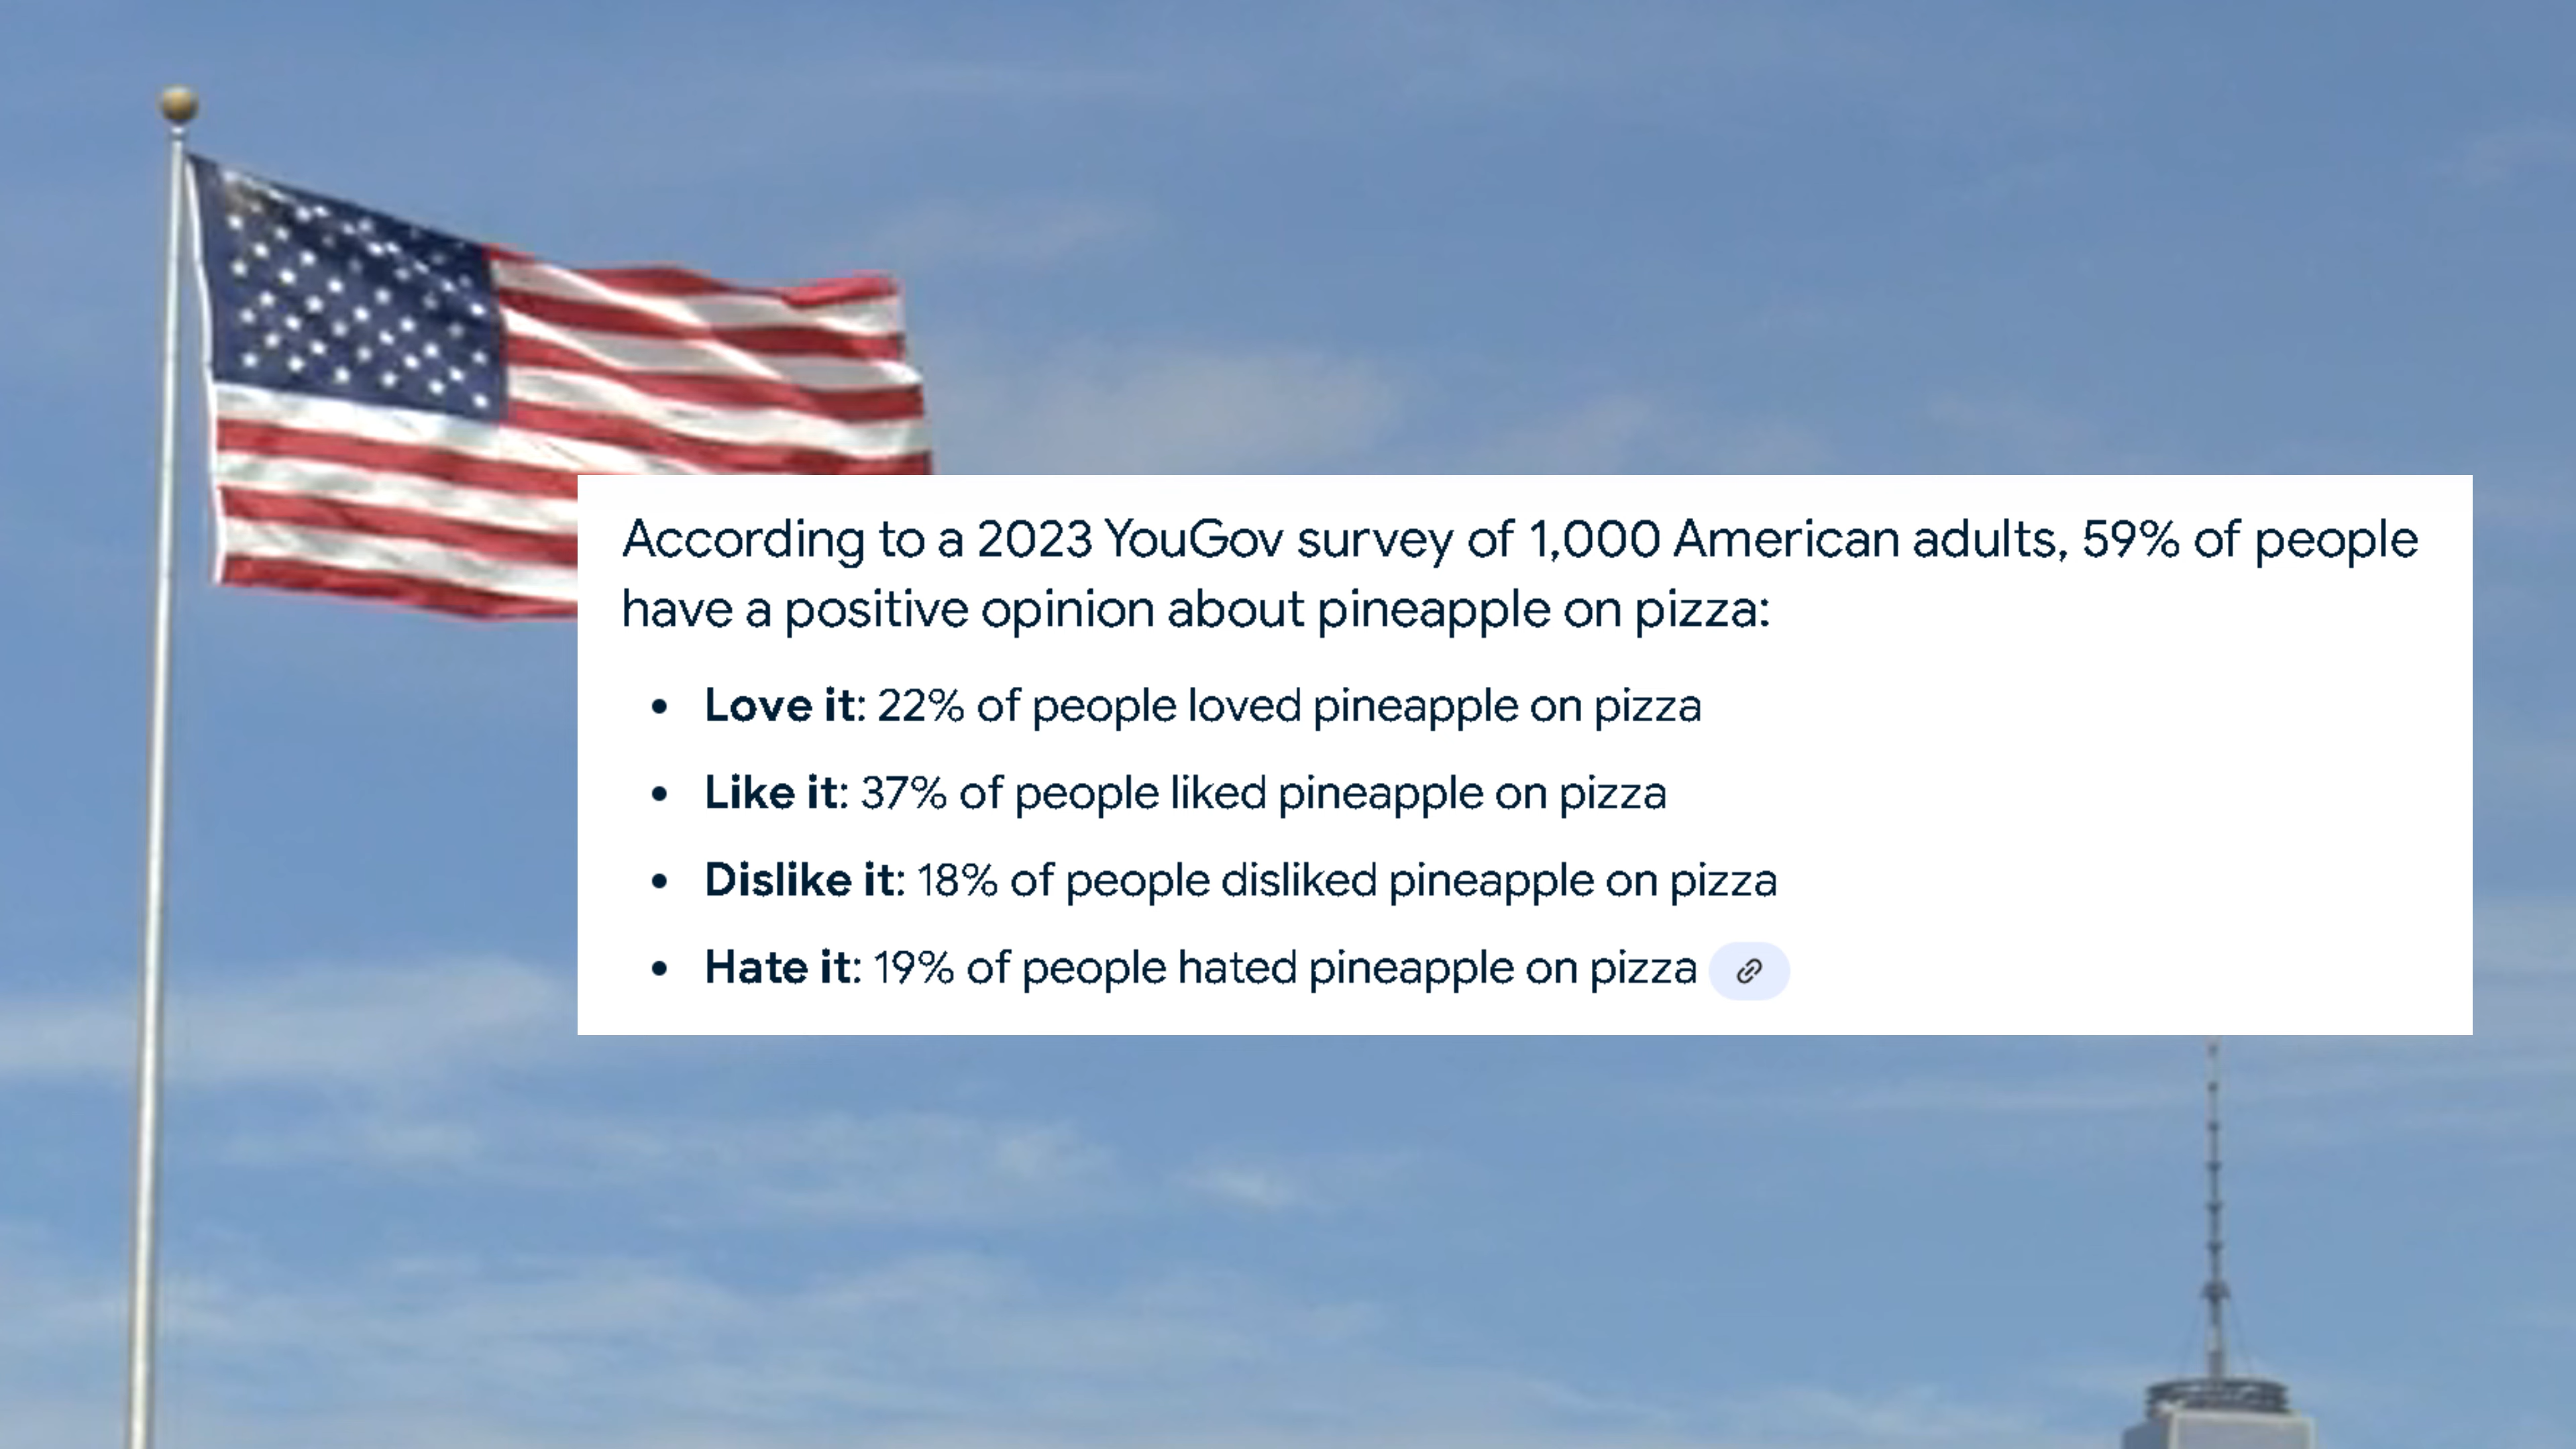 According to a 2023 YouGov survey of 1,000 American adults, 59% of people
have a positive opinion about pineapple on pizza:
• Love it: 22% of people loved pineapple on pizza
• Like it: 37% of people liked pineapple on pizza
• Dislike it: 18% of people disliked pineapple on pizza
• Hate it: 19% of people hated pineapple on pizza